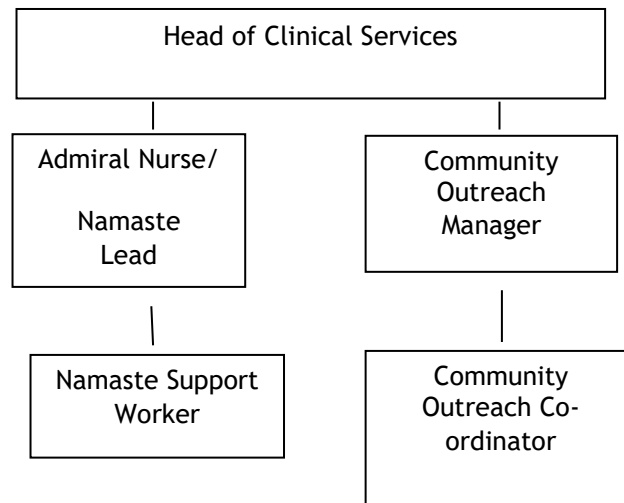 Head of Clinical Services
Admiral Nurse/
Namaste
Lead
Community
Outreach
Manager
Namaste Support
Worker
Community
Outreach Co-
ordinator